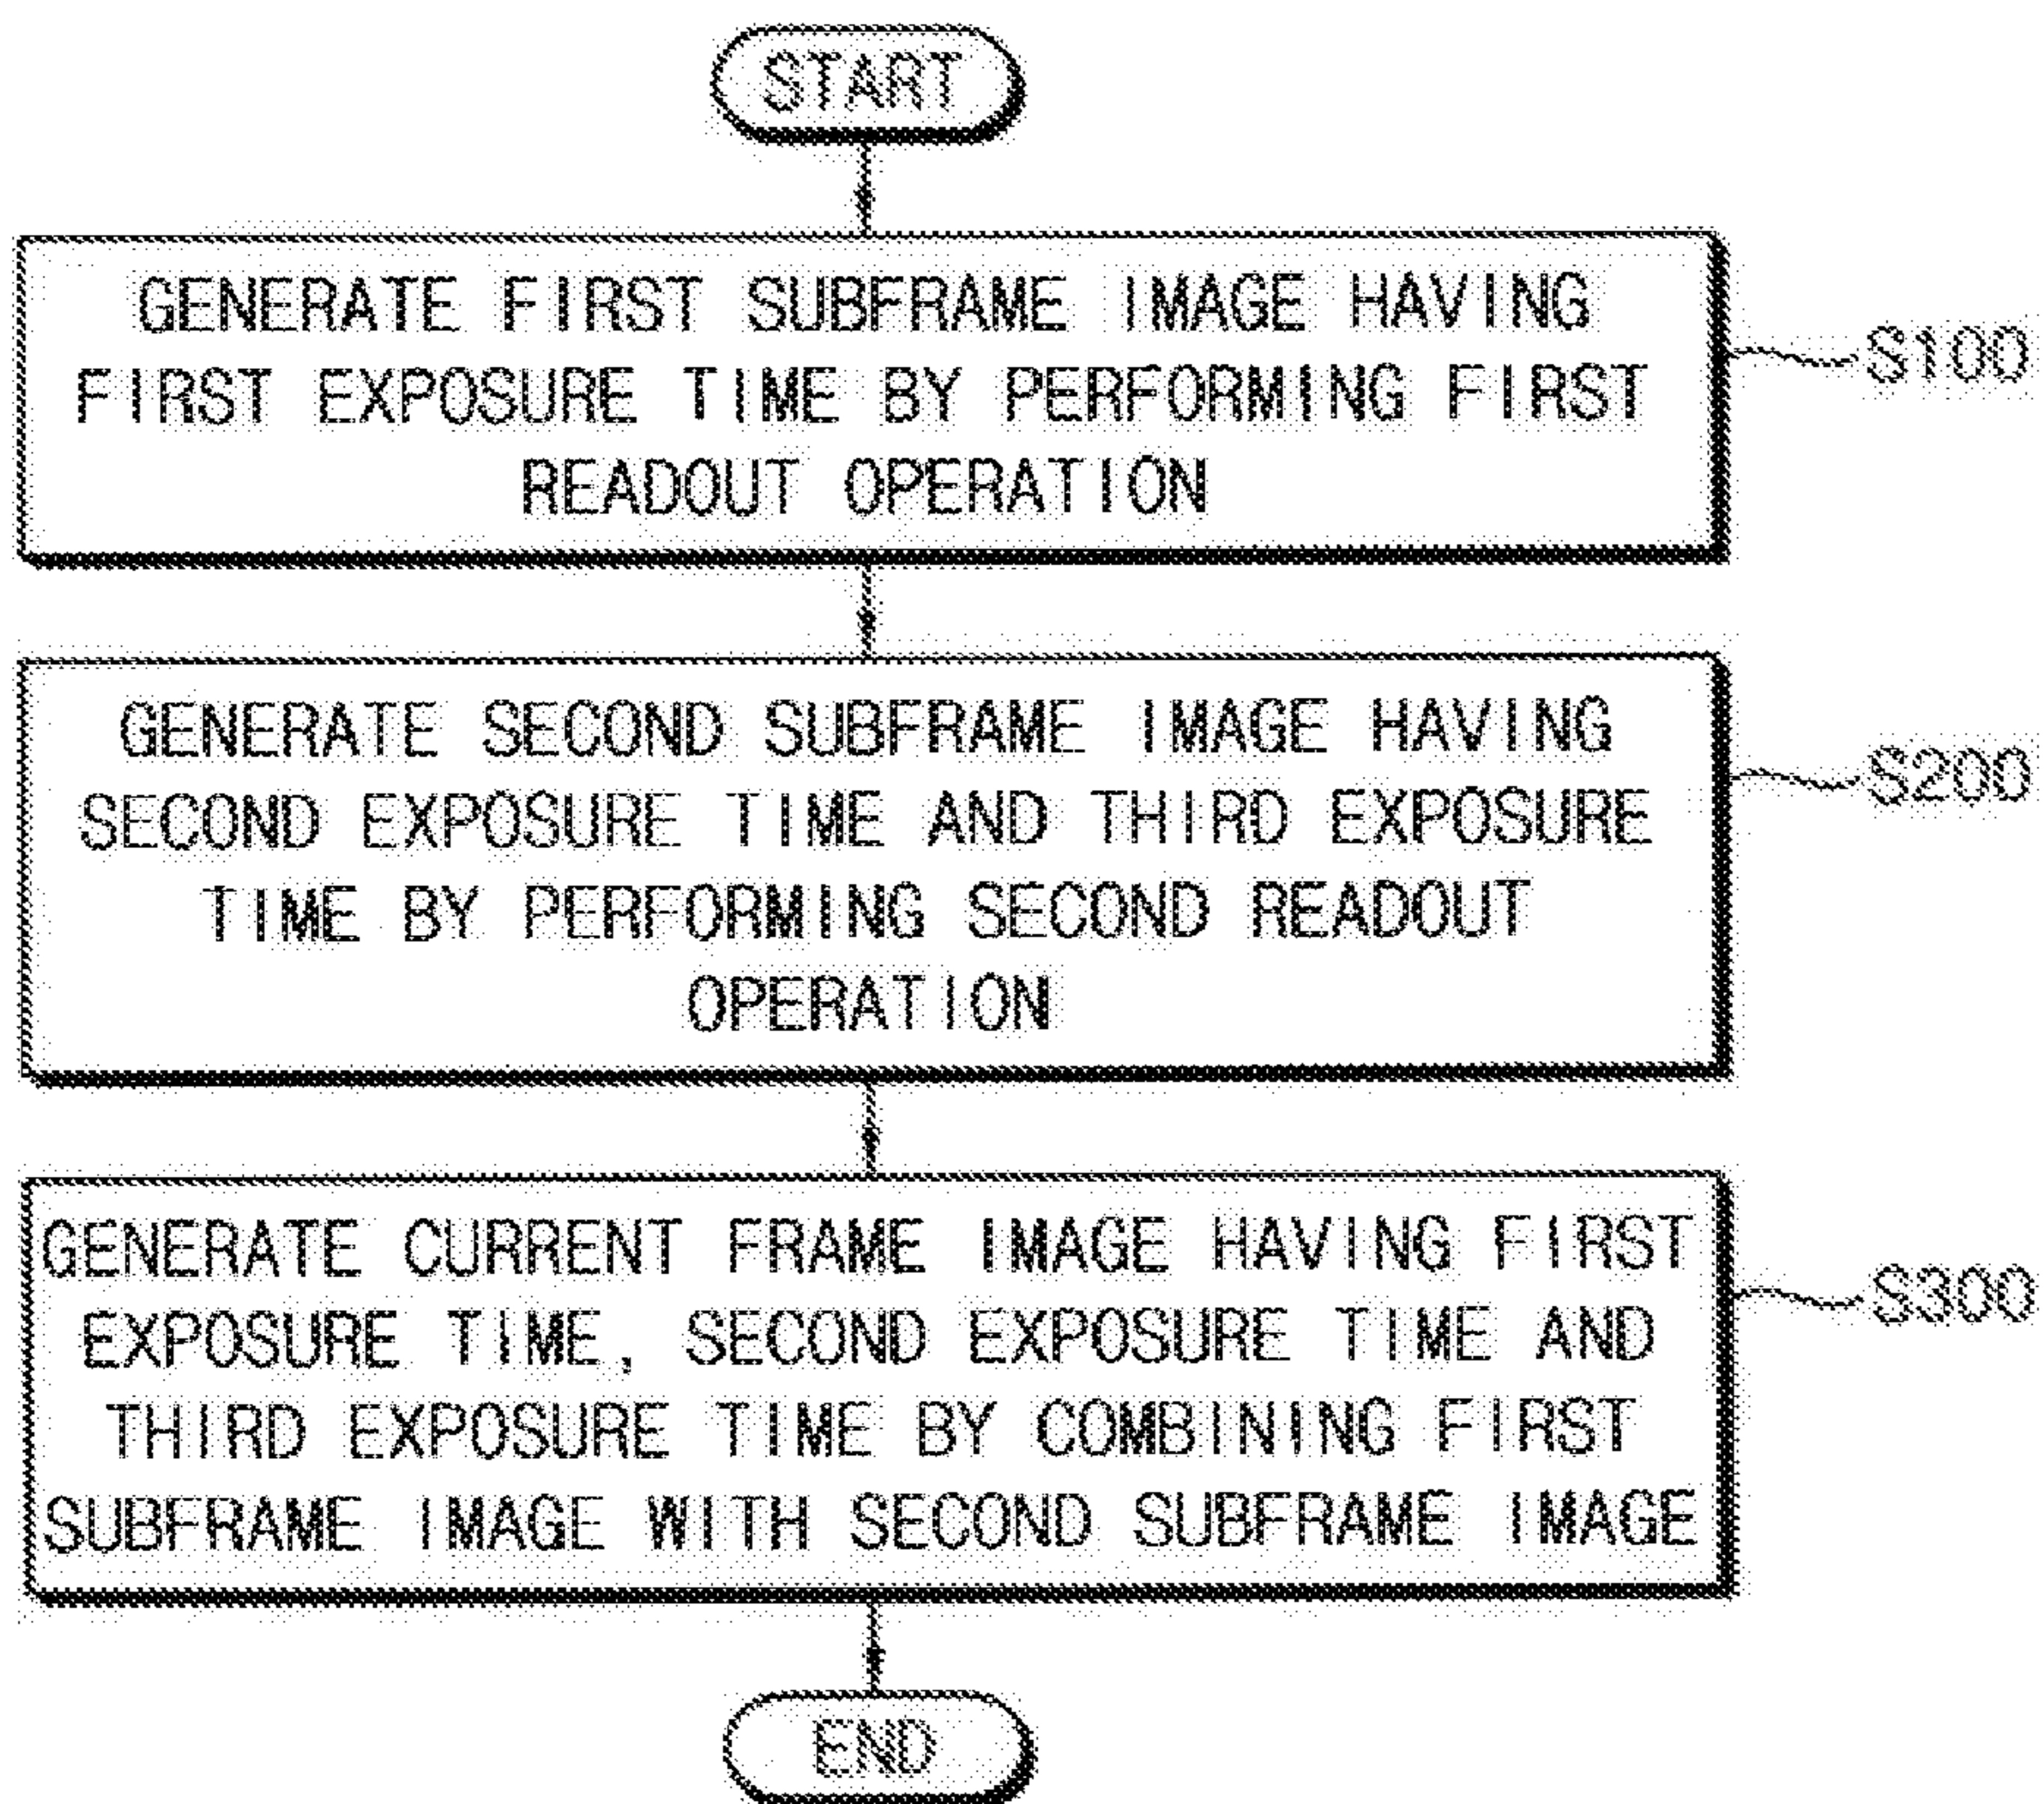 START
GENERATE FIRST SUBFRAME IMAGE HAVING
FIRST EXPOSURE TIME BY PERFORMING FIRST
READOUT OPERATION
S100
GENERATE SECOND SUBFRAME IMAGE HAVING
SECOND EXPOSURE TIME AND THIRD EXPOSURE
TIME BY PERFORMING SECOND READOUT
OPERATION
S200
GENERATE CURRENT FRAME IMAGE HAVING FIRST
EXPOSURE TIME, SECOND EXPOSURE TIME AND
THIRD EXPOSURE TIME BY COMBINING FIRST
SUBFRAME IMAGE WITH SECOND SUBFRAME IMAGE
S300
END